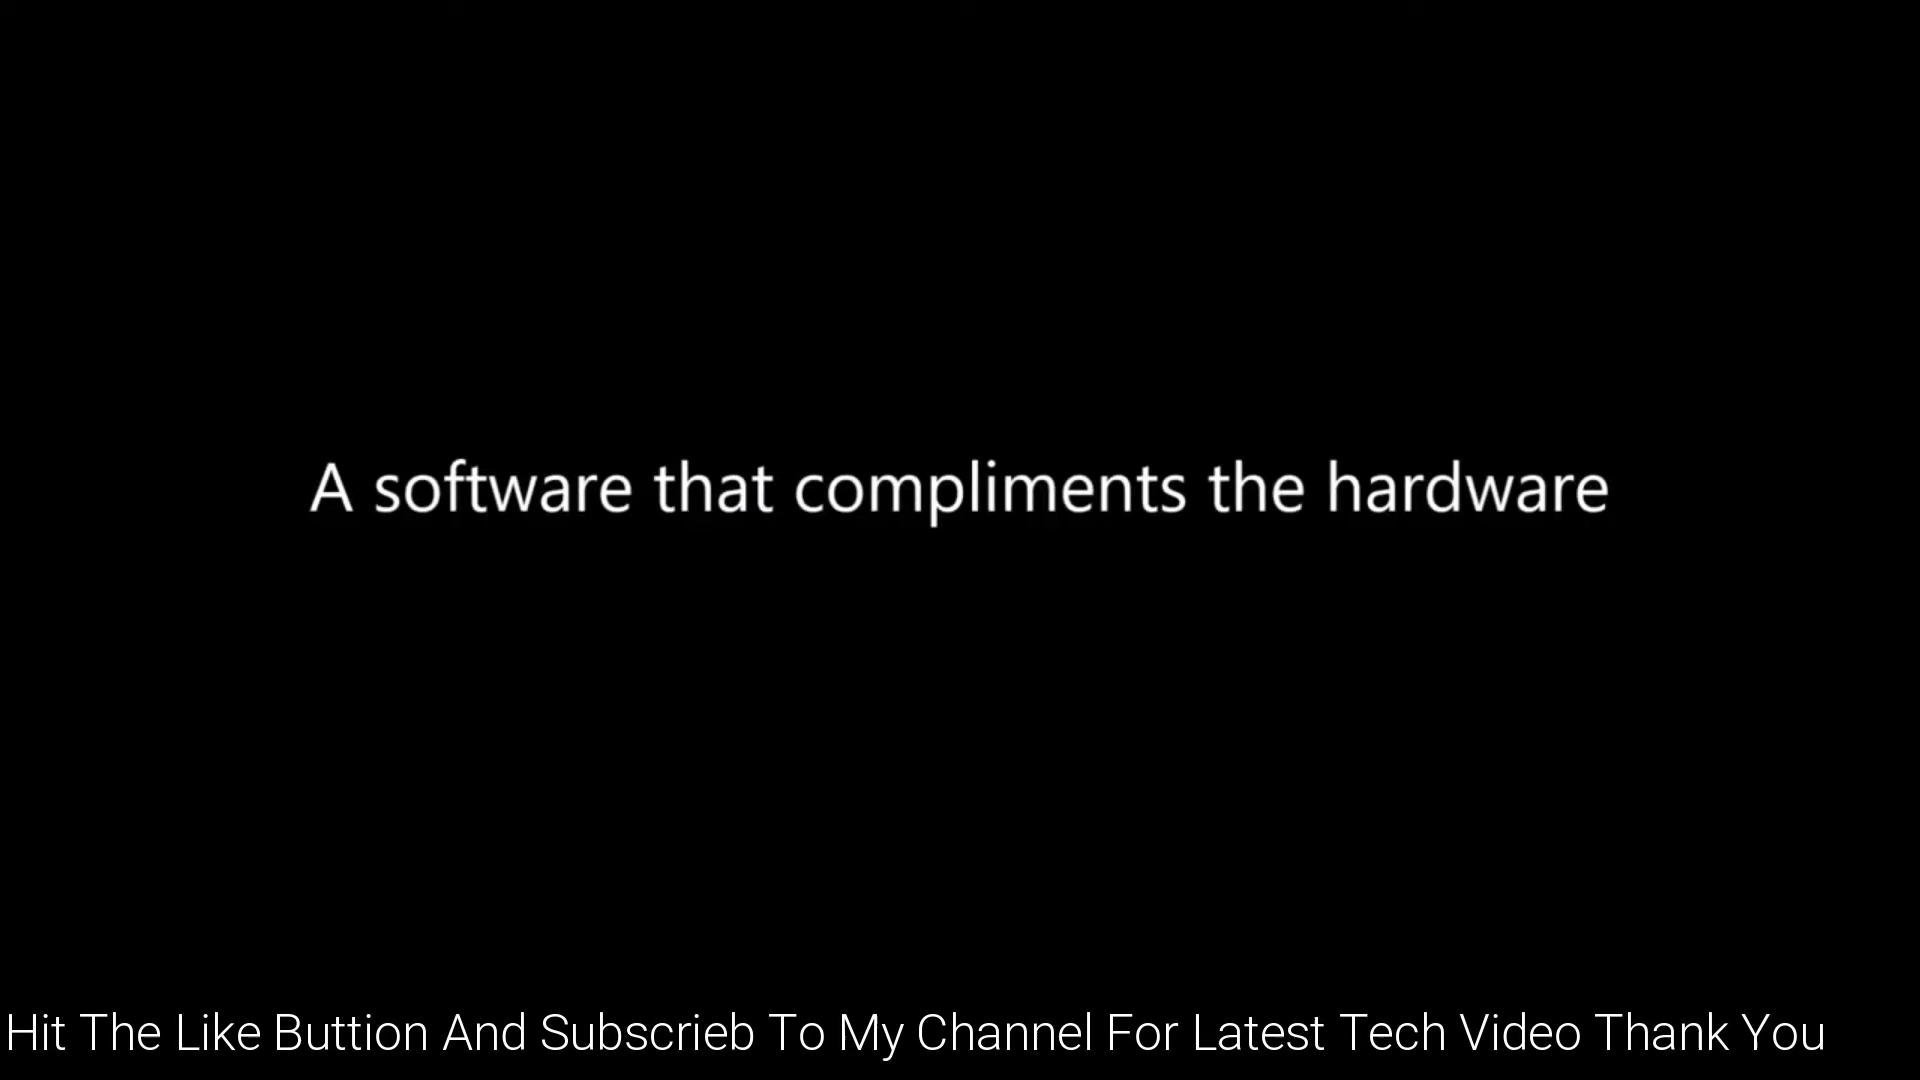 A software that compliments the hardware
Hit The Like Buttion And Subscrieb To My Channel For Latest Tech Video Thank You